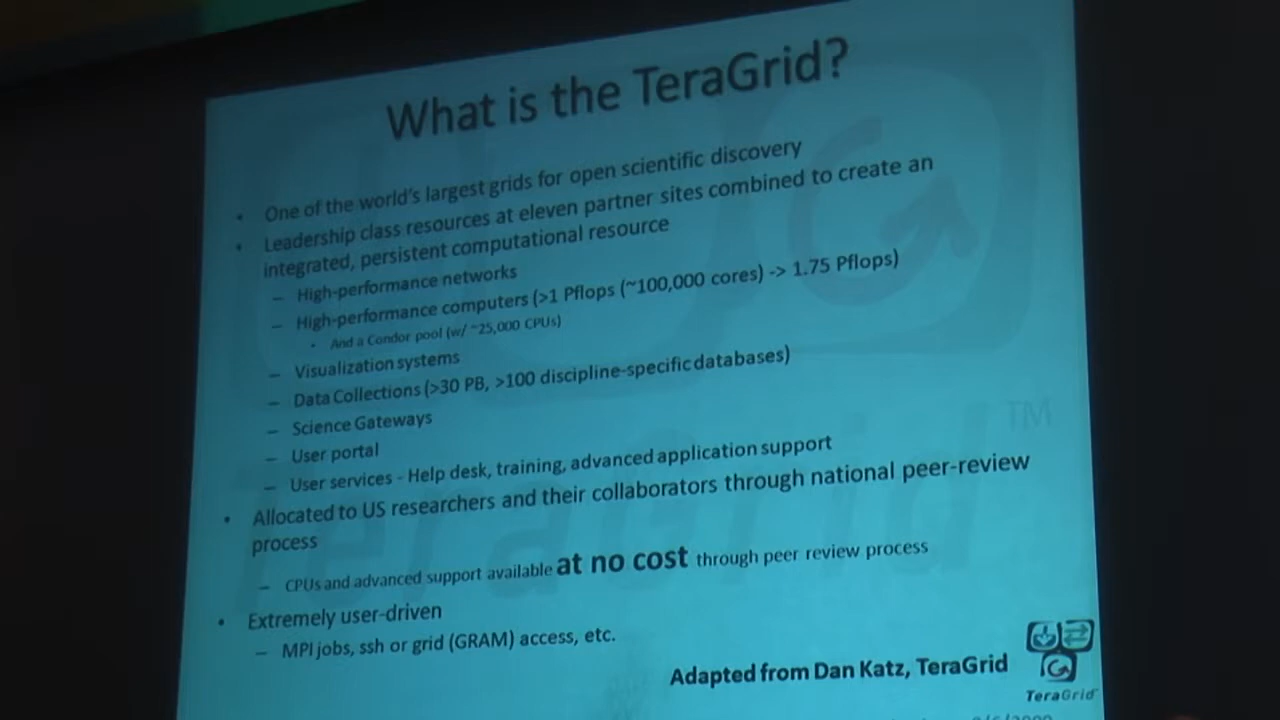 What is the TeraGrid?
• One of the world's largest grids for open scientific discovery
• Leadership class resources at eleven partner sites combined to create an
integrated, persistent computational resource
– High-performance networks
– High-performance computers (>1 Pflops (~100,000 cores) -> 1.75 Pflops)
• And a Condor pool (w/ ~25,000 CPUs)
– Visualization systems
– Data Collections (>30 PB, >100 discipline-specific databases)
– Science Gateways
– User portal
– User services - Help desk, training, advanced application support
• Allocated to US researchers and their collaborators through national peer-review
process
– CPUs and advanced support available at no cost through peer review process
• Extremely user-driven
– MPI jobs, ssh or grid (GRAM) access, etc.
Adapted from Dan Katz, TeraGrid
TeraGrid
TeraGrid™